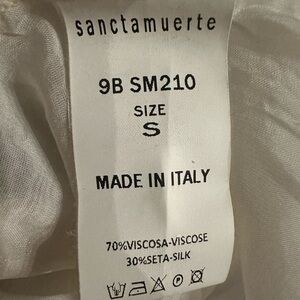 sanctamuerte
9B SM210
SIZE
S
MADE IN ITALY
70%VISCOSA-VISCOSE
30%SETA-SILK